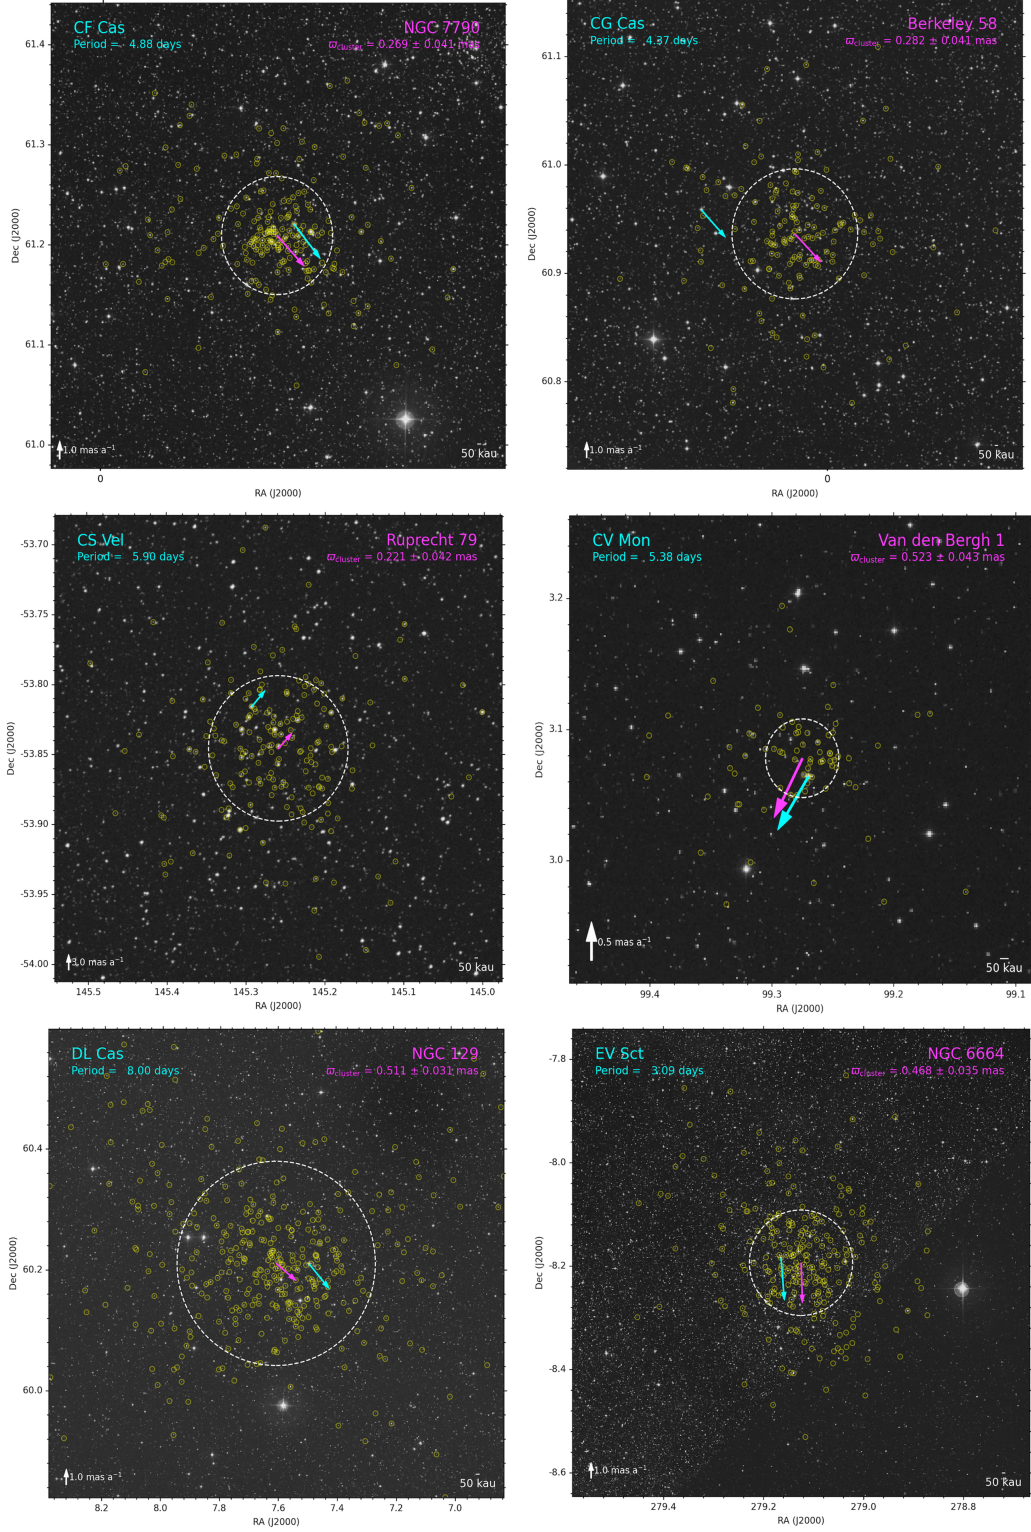 CF Cas
NGC 7790
Period = 4.88 days
ϖcluster = 0.269 ± 0.041 mas
61.4
61.3
61.2
61.1
61.0
Dec (J2000)
1.0 mas a⁻¹
50 kau
0
RA (J2000)
CG Cas
Berkeley 58
Period = 4.37 days
ϖcluster = 0.282 ± 0.041 mas
61.1
61.0
60.9
60.8
Dec (J2000)
1.0 mas a⁻¹
50 kau
0
RA (J2000)
CS Vel
Ruprecht 79
Period = 5.90 days
ϖcluster = 0.221 ± 0.042 mas
-53.70
-53.75
-53.80
-53.85
-53.90
-53.95
-54.00
Dec (J2000)
3.0 mas a⁻¹
50 kau
145.5 145.4 145.3 145.2 145.1 145.0
RA (J2000)
CV Mon
Van den Bergh 1
Period = 5.38 days
ϖcluster = 0.523 ± 0.043 mas
3.2
3.1
3.0
Dec (J2000)
0.5 mas a⁻¹
50 kau
99.4 99.3 99.2 99.1
RA (J2000)
DL Cas
NGC 129
Period = 8.00 days
ϖcluster = 0.511 ± 0.031 mas
60.4
60.2
60.0
Dec (J2000)
1.0 mas a⁻¹
50 kau
8.2 8.0 7.8 7.6 7.4 7.2 7.0
RA (J2000)
EV Sct
NGC 6664
Period = 3.09 days
ϖcluster = 0.468 ± 0.035 mas
-7.8
-8.0
-8.2
-8.4
-8.6
Dec (J2000)
1.0 mas a⁻¹
50 kau
279.4 279.2 279.0 278.8
RA (J2000)